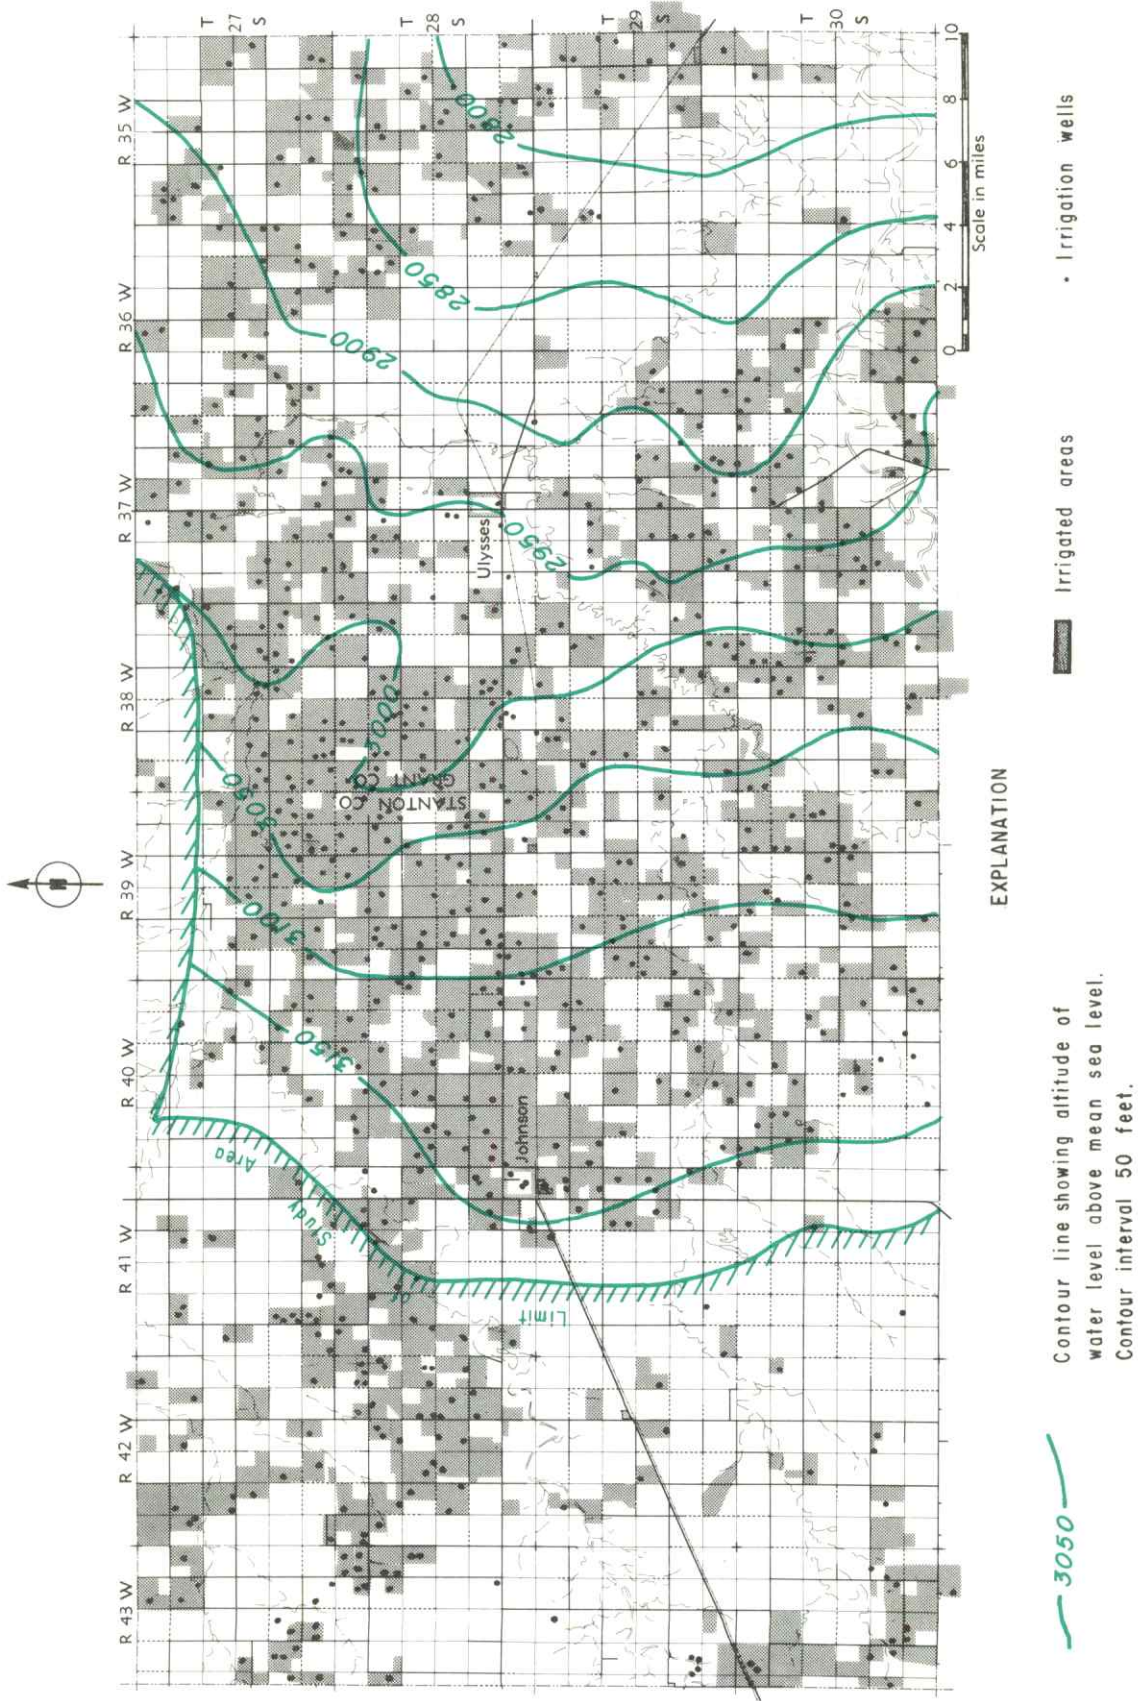 R 43 W
R 42 W
R 41 W
R 40 W
R 39 W
R 38 W
R 37 W
R 36 W
R 35 W
N
T
27
S
T
28
S
T
29
S
T
30
S
Limit of Study Area
3150
3100
3050
3000
2950
2900
2850
2800
STANTON CO
GRANT CO
Johnson
Ulysses
0 2 4 6 8 10
Scale in miles
EXPLANATION
3050
Contour line showing altitude of
water level above mean sea level.
Contour interval 50 feet.
Irrigated areas
• Irrigation wells